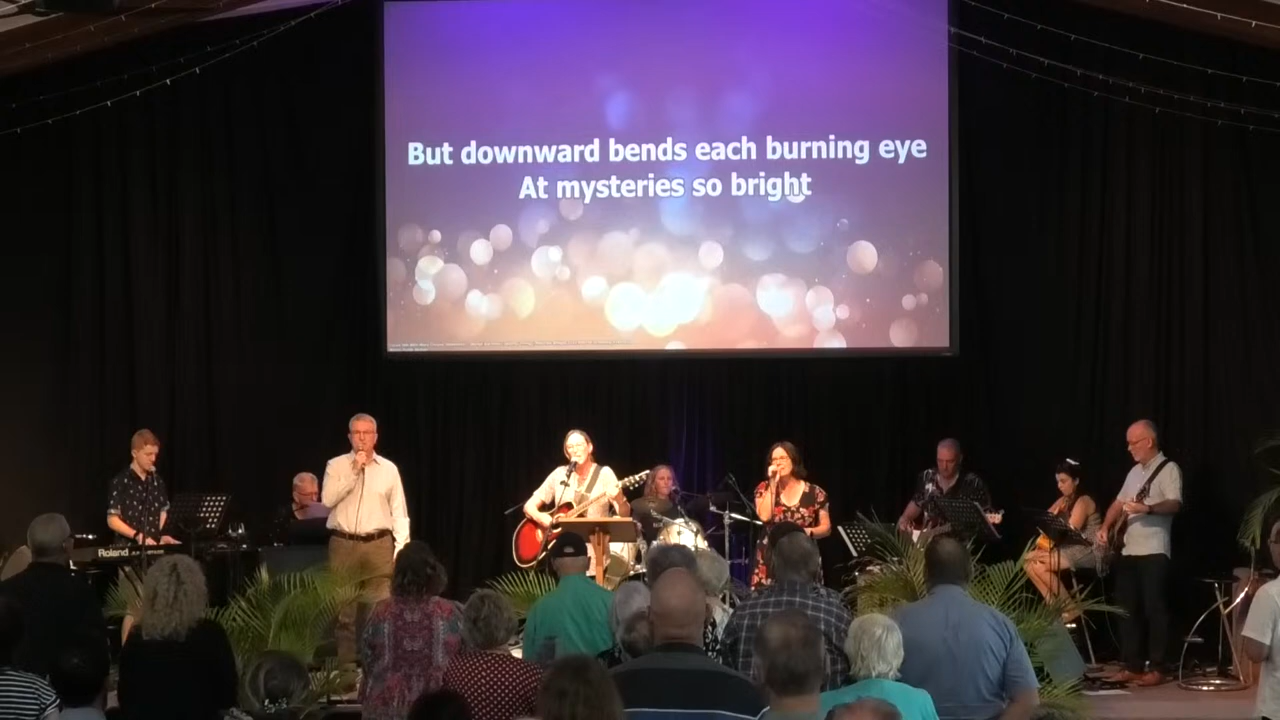 But downward bends each burning eye
At mysteries so bright
Roland